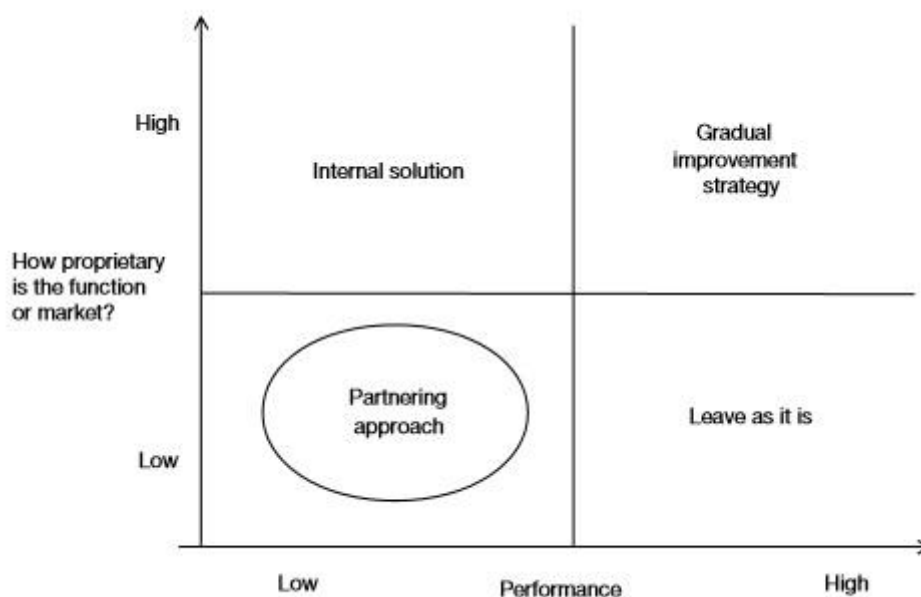 High
Internal solution
Gradual
improvement
strategy
How proprietary
is the function
or market?
Partnering
approach
Leave as it is
Low
Low
Performance
High